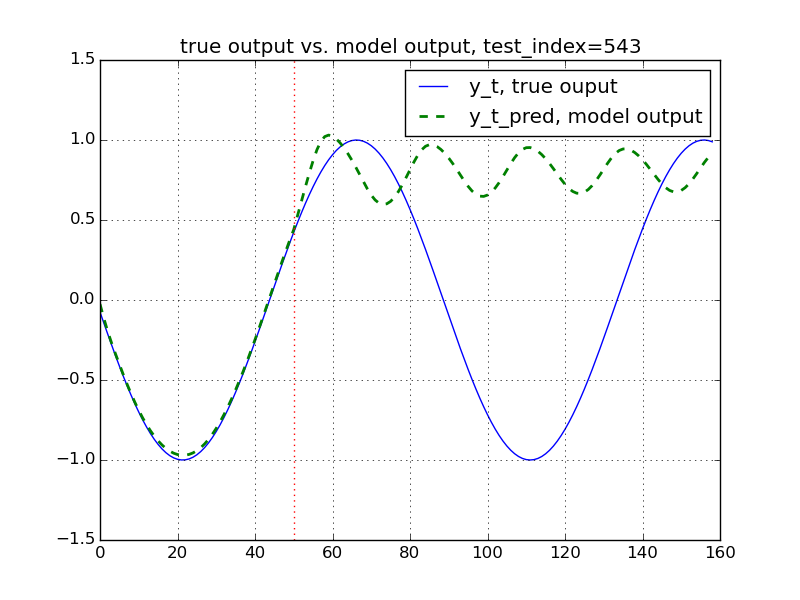 true output vs. model output, test_index=543
y_t, true ouput
y_t_pred, model output
1.5
1.0
0.5
0.0
−0.5
−1.0
−1.5
0 20 40 60 80 100 120 140 160